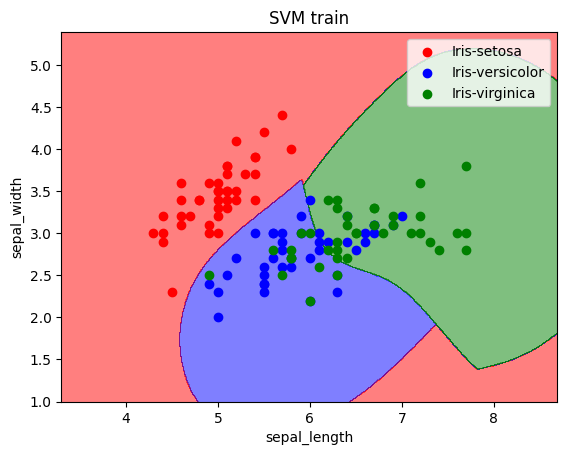 SVM train
Iris-setosa
Iris-versicolor
Iris-virginica
sepal_width
5.0
4.5
4.0
3.5
3.0
2.5
2.0
1.5
1.0
4 5 6 7 8
sepal_length